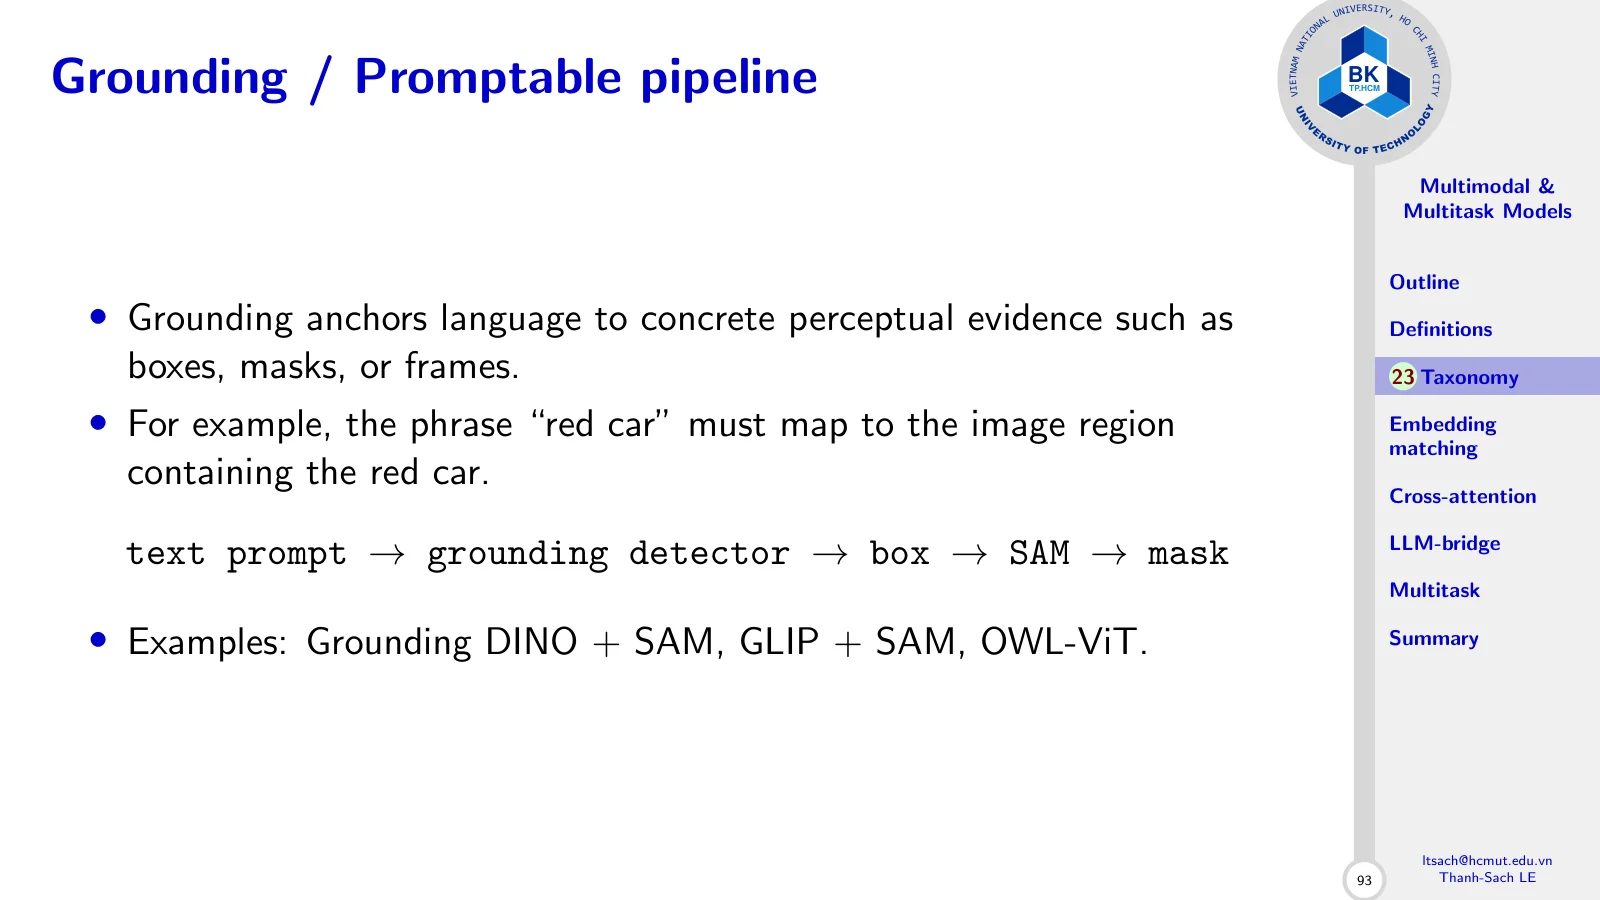 Grounding / Promptable pipeline
• Grounding anchors language to concrete perceptual evidence such as
boxes, masks, or frames.
• For example, the phrase “red car” must map to the image region
containing the red car.
text prompt → grounding detector → box → SAM → mask
• Examples: Grounding DINO + SAM, GLIP + SAM, OWL-ViT.
VIETNAM NATIONAL UNIVERSITY, HO CHI MINH CITY
BK
TP.HCM
UNIVERSITY OF TECHNOLOGY
Multimodal &
Multitask Models
Outline
Definitions
23 Taxonomy
Embedding
matching
Cross-attention
LLM-bridge
Multitask
Summary
ltsach@hcmut.edu.vn
Thanh-Sach LE
93